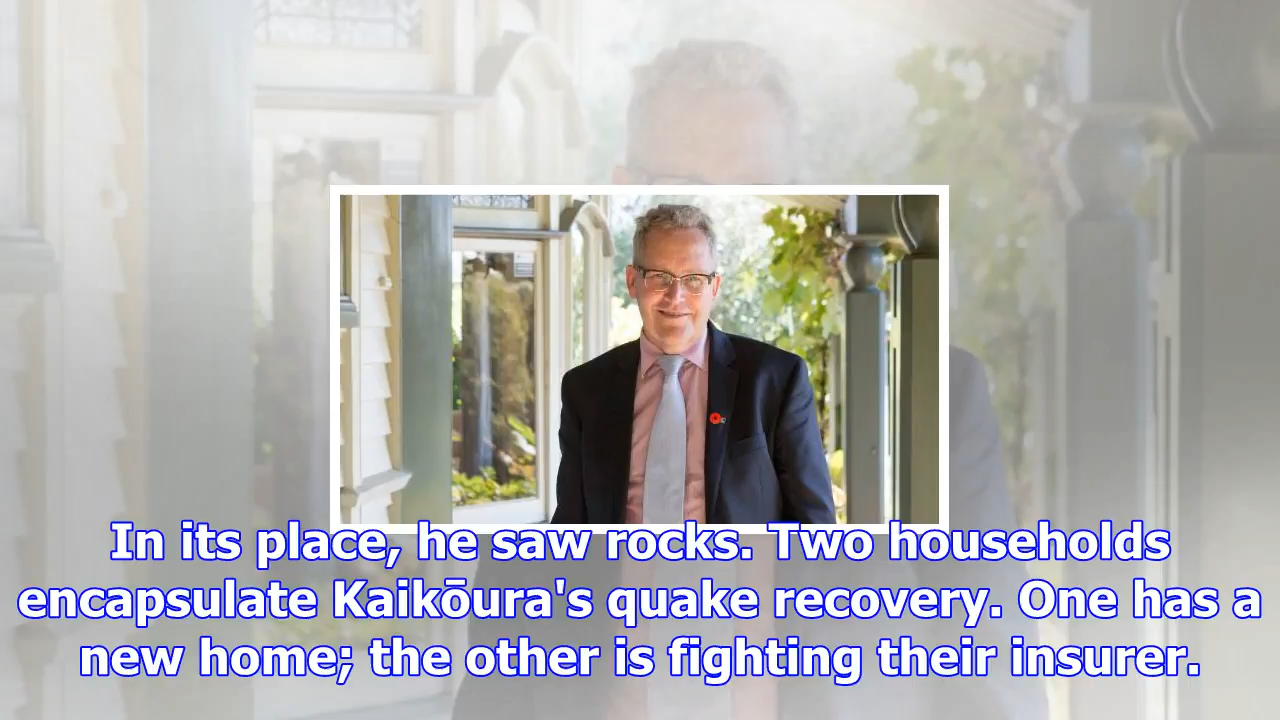 In its place, he saw rocks. Two households
encapsulate Kaikōura's quake recovery. One has a
new home; the other is fighting their insurer.